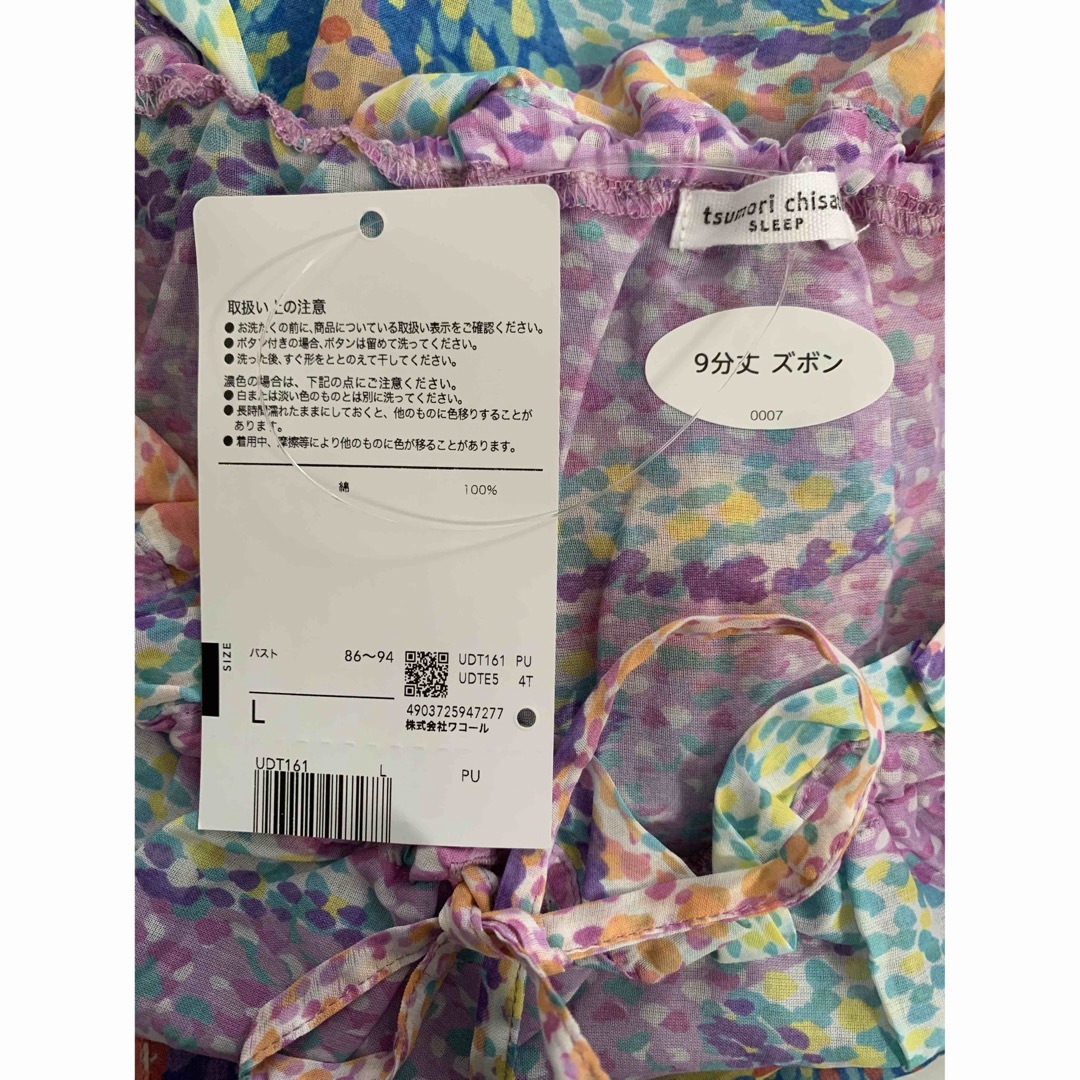 取扱い上の注意
●お洗たくの前に、商品についている取扱い表示をご確認ください。
●ボタン付きの場合、ボタンは留めて洗ってください。
●洗った後、すぐ形をととのえて干してください。
濃色の場合は、下記の点にご注意ください。
●白または淡い色のものとは別に洗ってください。
●長時間濡れたままにしておくと、他のものに色移りすることが
あります。
●着用中、摩擦等により他のものに色が移ることがあります。
綿 100%
SIZE
バスト 86〜94
L
UDT161 PU
UDTE5 4T
4903725947277
株式会社ワコール
UDT161 L PU
tsumori chisa
SLEEP
9分丈 ズボン
0007